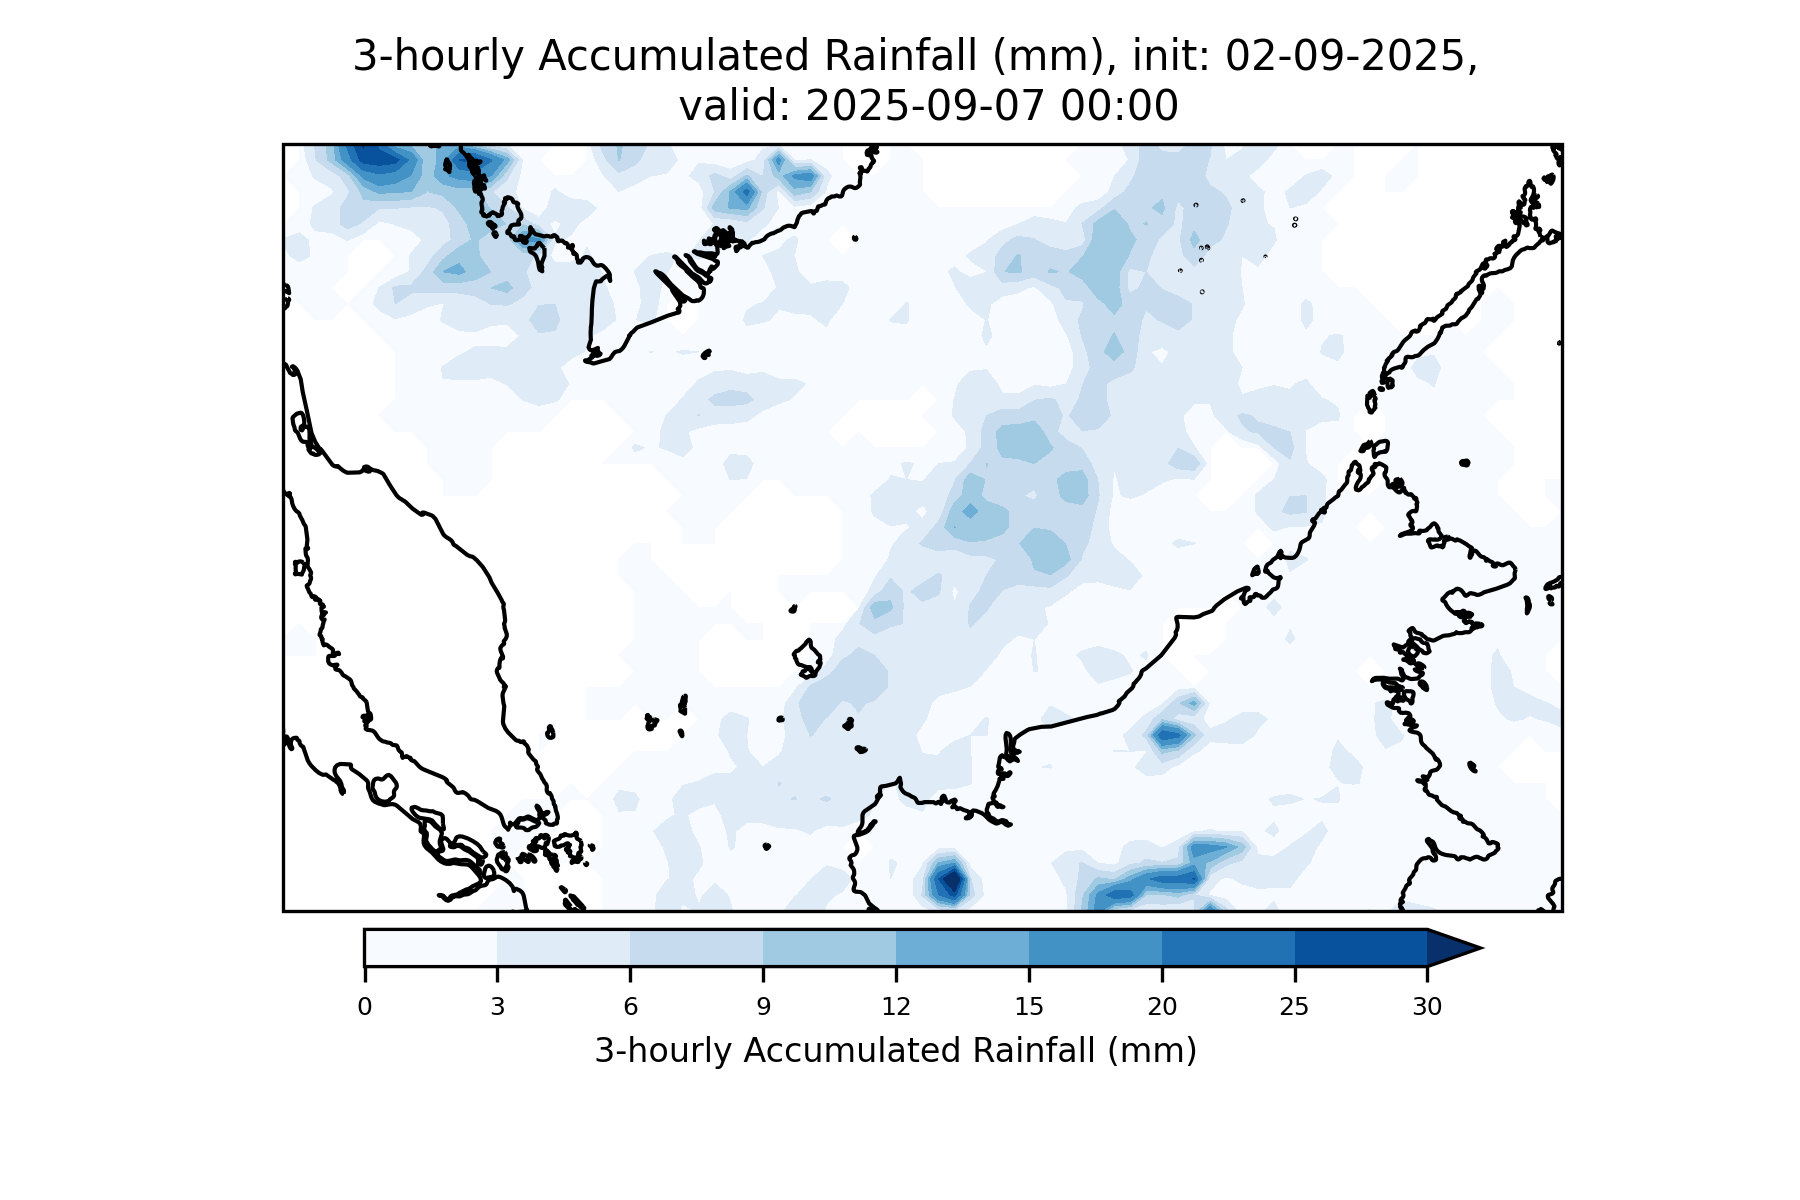 3-hourly Accumulated Rainfall (mm), init: 02-09-2025,
valid: 2025-09-07 00:00
0 3 6 9 12 15 20 25 30
3-hourly Accumulated Rainfall (mm)